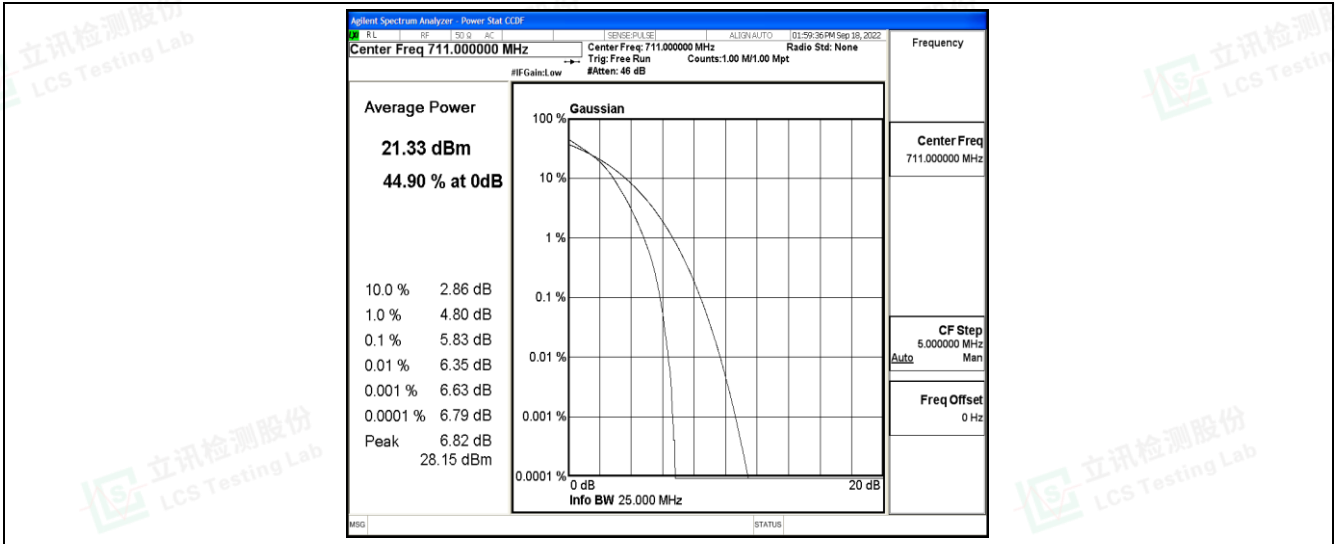 Agilent Spectrum Analyzer - Power Stat CCDF
RL RF 50 Ω AC SENSE:PULSE ALIGN AUTO 01:59:36 PM Sep 18, 2022
Center Freq 711.000000 MHz
Center Freq: 711.000000 MHz Radio Std: None
Trig: Free Run Counts:1.00 M/1.00 Mpt
#IFGain:Low #Atten: 46 dB
Frequency
Average Power
21.33 dBm
44.90 % at 0dB
10.0 % 2.86 dB
1.0 % 4.80 dB
0.1 % 5.83 dB
0.01 % 6.35 dB
0.001 % 6.63 dB
0.0001 % 6.79 dB
Peak 6.82 dB
28.15 dBm
Gaussian
100 %
10 %
1 %
0.1 %
0.01 %
0.001 %
0.0001 %
0 dB 20 dB
Info BW 25.000 MHz
Center Freq
711.000000 MHz
CF Step
5.000000 MHz
Auto Man
Freq Offset
0 Hz
MSG STATUS
立讯检测股份
LCS Testing Lab
立讯检测股份
LCS Testing Lab
立讯检测股份
LCS Testing Lab
立讯检测股份
LCS Testing Lab